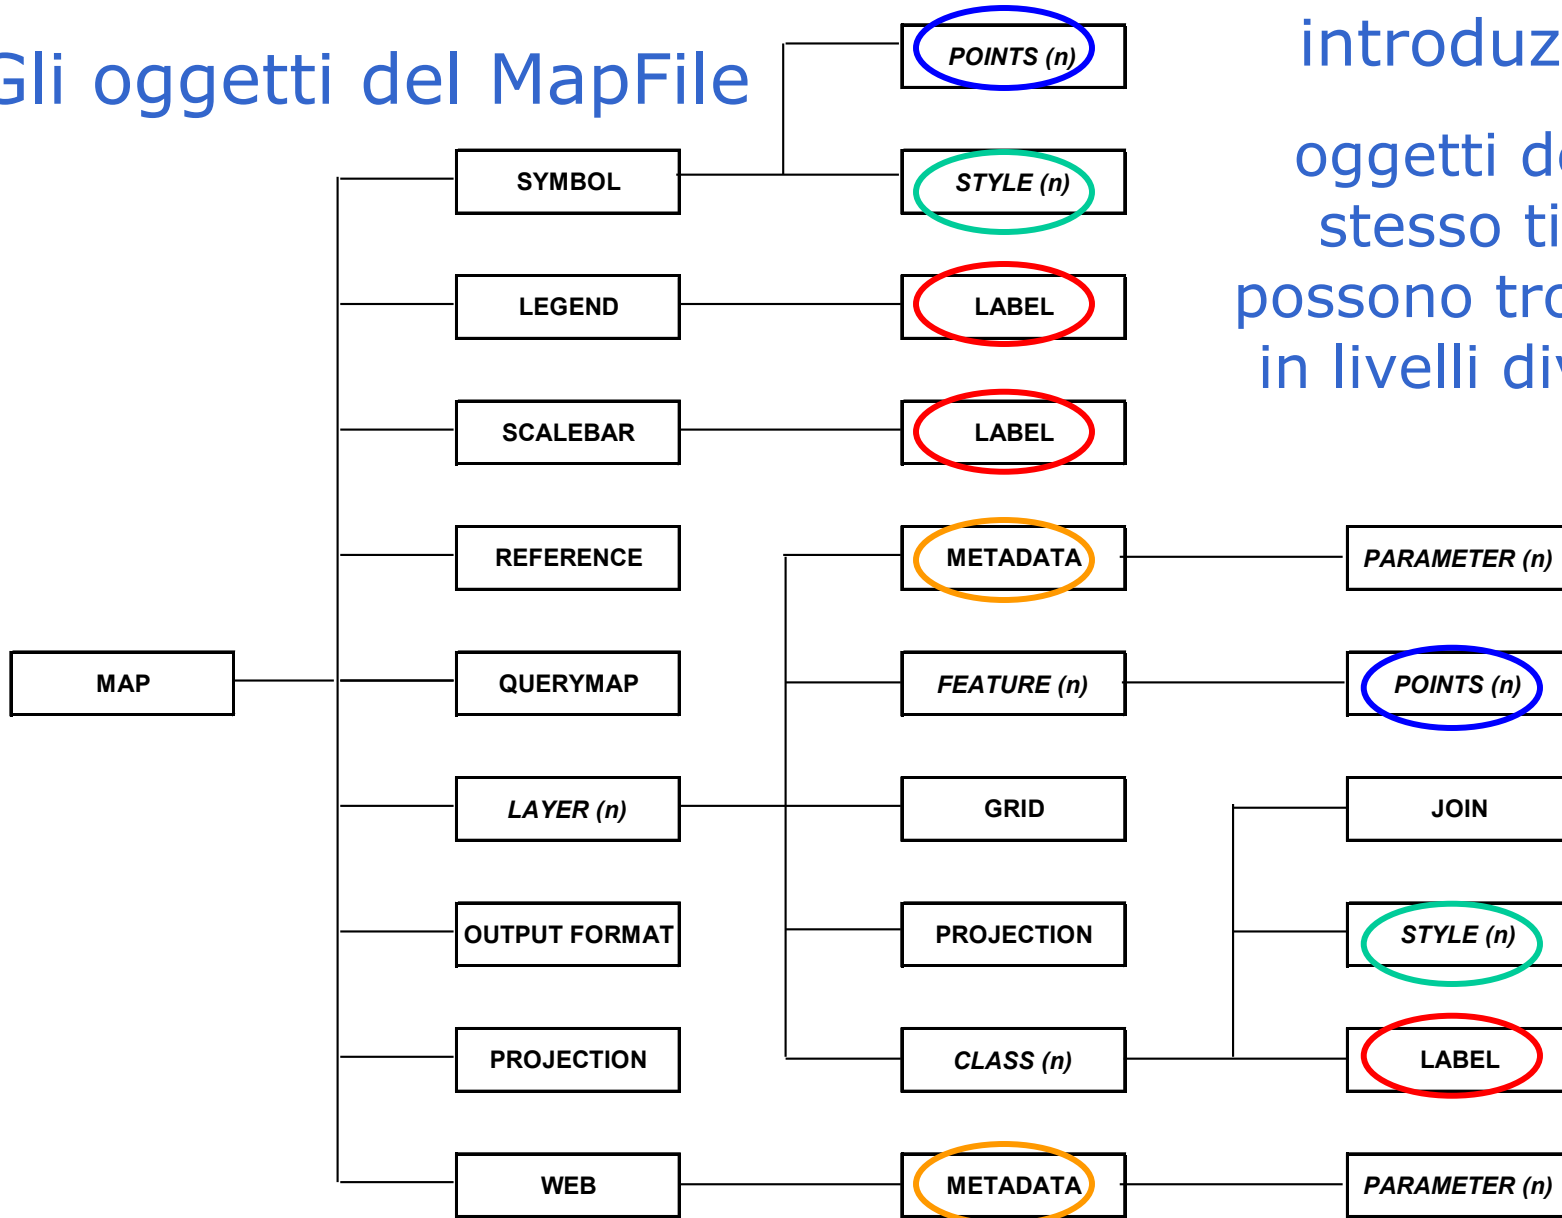 Gli oggetti del MapFile
introduz
oggetti de
stesso ti
possono tro
in livelli div
POINTS (n)
SYMBOL
STYLE (n)
LEGEND
LABEL
SCALEBAR
LABEL
REFERENCE
METADATA
PARAMETER (n)
MAP
QUERYMAP
FEATURE (n)
POINTS (n)
LAYER (n)
GRID
JOIN
OUTPUT FORMAT
PROJECTION
STYLE (n)
PROJECTION
CLASS (n)
LABEL
WEB
METADATA
PARAMETER (n)